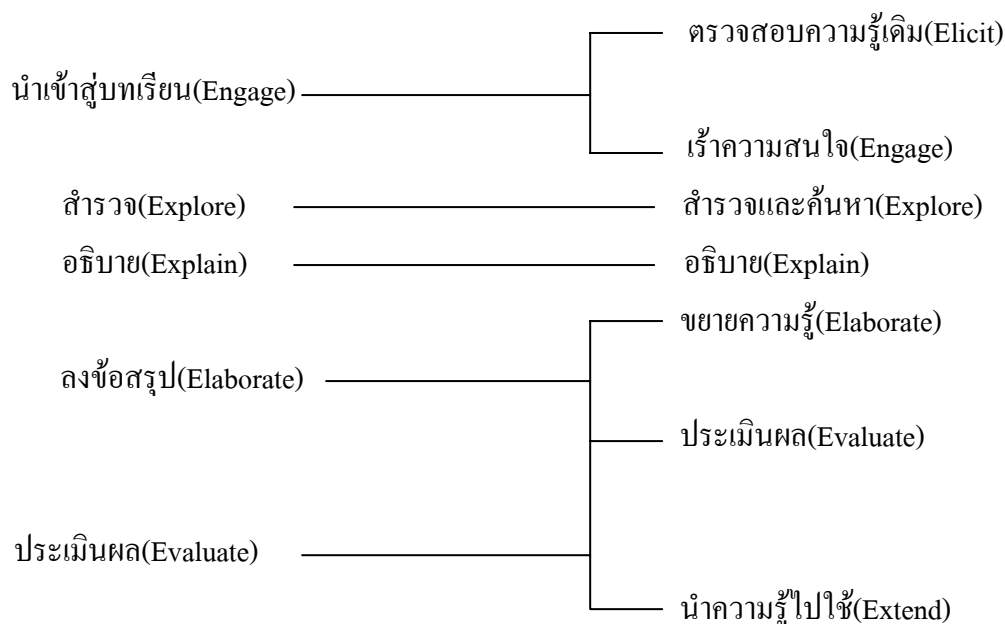 ตรวจสอบความรู้เดิม(Elicit)
นำเข้าสู่บทเรียน(Engage)
เร้าความสนใจ(Engage)
สำรวจ(Explore) สำรวจและค้นหา(Explore)
อธิบาย(Explain) อธิบาย(Explain)
ขยายความรู้(Elaborate)
ลงข้อสรุป(Elaborate)
ประเมินผล(Evaluate)
ประเมินผล(Evaluate)
นำความรู้ไปใช้(Extend)